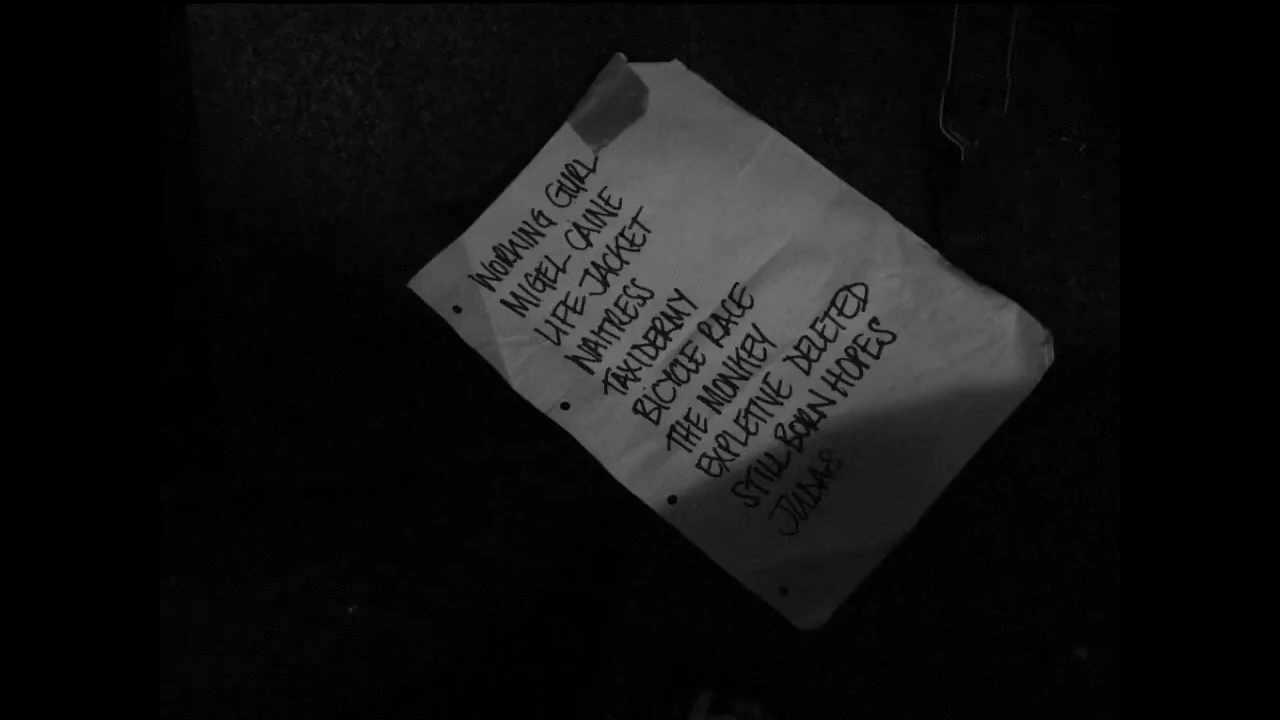 WORKING GURL
MIGEL CAINE
LIFE JACKET
WAITRESS
TAXIDERMY
BICYCLE RACE
THE MONKEY
EXPLETIVE DELETED
STILL BORN HOPES
JUDAS